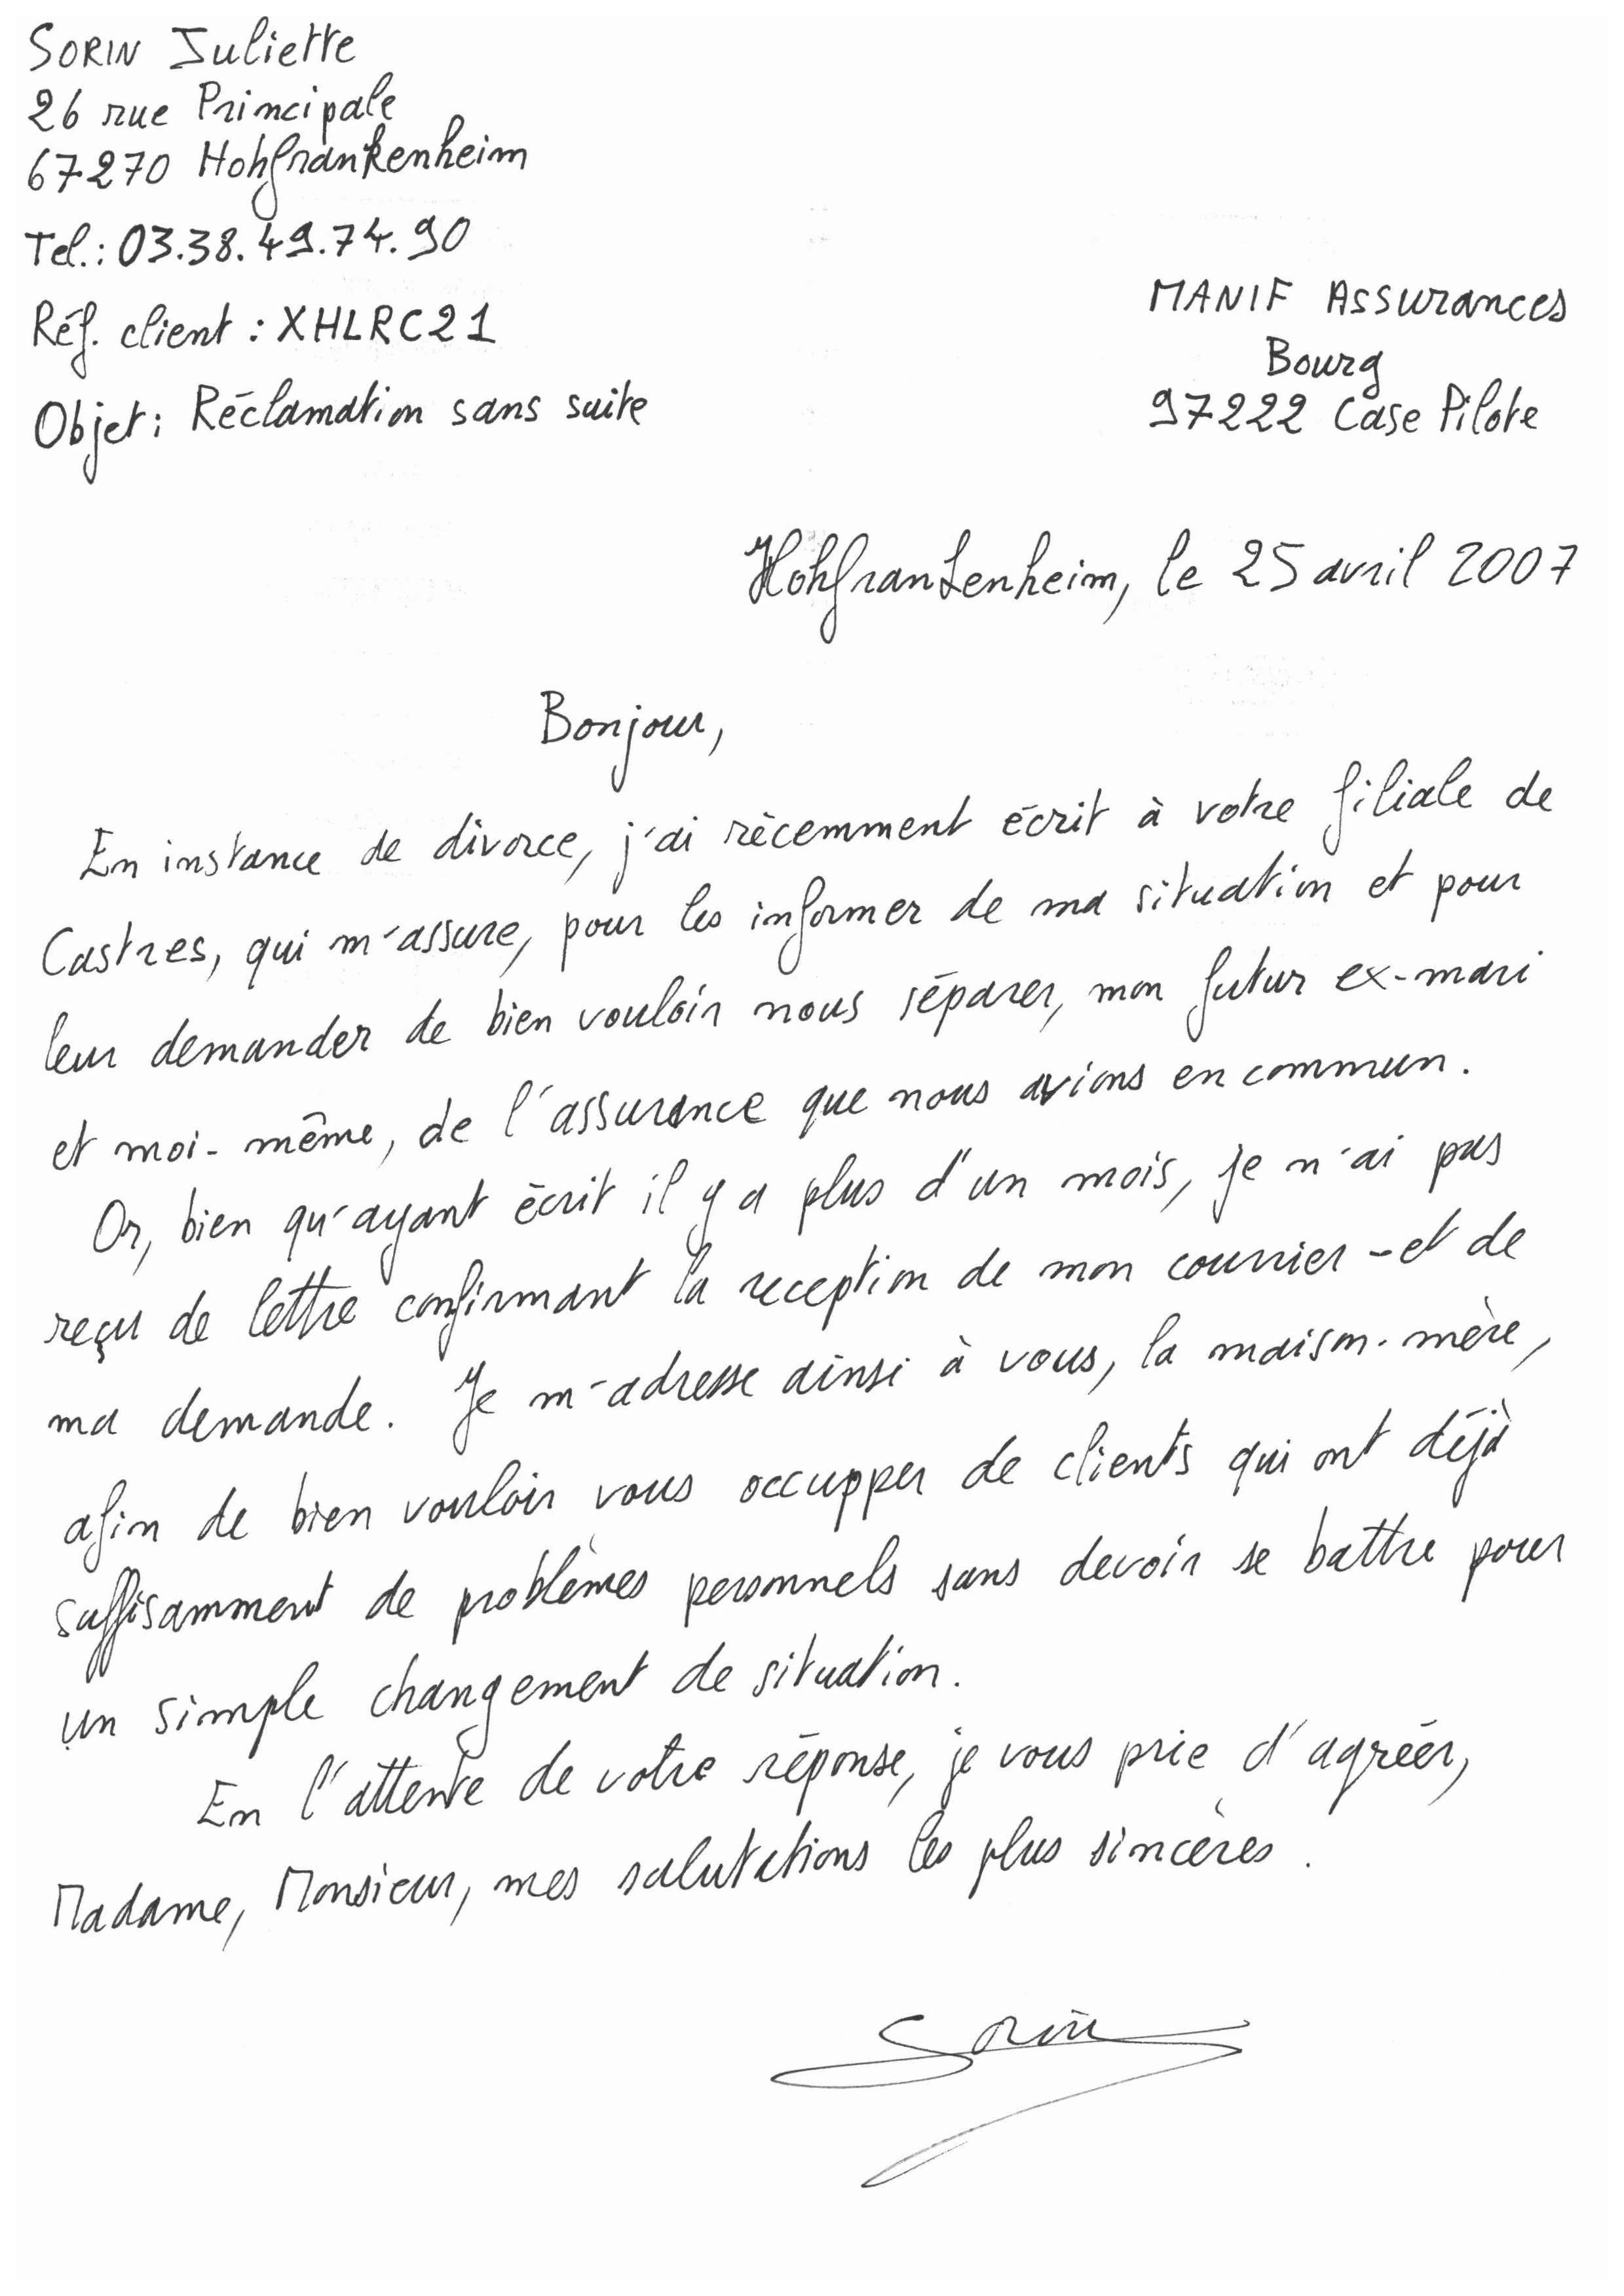 SORIN Juliette
26 rue Principale
67270 Hohfrankenheim
Tel.: 03.38.49.74.90
Réf. client : XHLRC21
Objet : Réclamation sans suite
MANIF Assurances
Bourg
97222 Case Pilote
Hohfrankenheim, le 25 avril 2007
Bonjour,
En instance de divorce, j'ai récemment écrit à votre filiale de
Castres, qui m'assure, pour les informer de ma situation et pour
leur demander de bien vouloir nous séparer, mon futur ex-mari
et moi-même, de l'assurance que nous avions en commun.
Or, bien qu'ayant écrit il y a plus d'un mois, je n'ai pas
reçu de lettre confirmant la reception de mon courrier - et de
ma demande. Je m'adresse ainsi à vous, la maison-mère,
afin de bien vouloir vous occupper de clients qui ont déjà
suffisamment de problèmes personnels sans devoir se battre pour
un simple changement de situation.
En l'attente de votre réponse, je vous prie d'agréer,
Madame, Monsieur, mes salutations les plus sincères.
Sorin